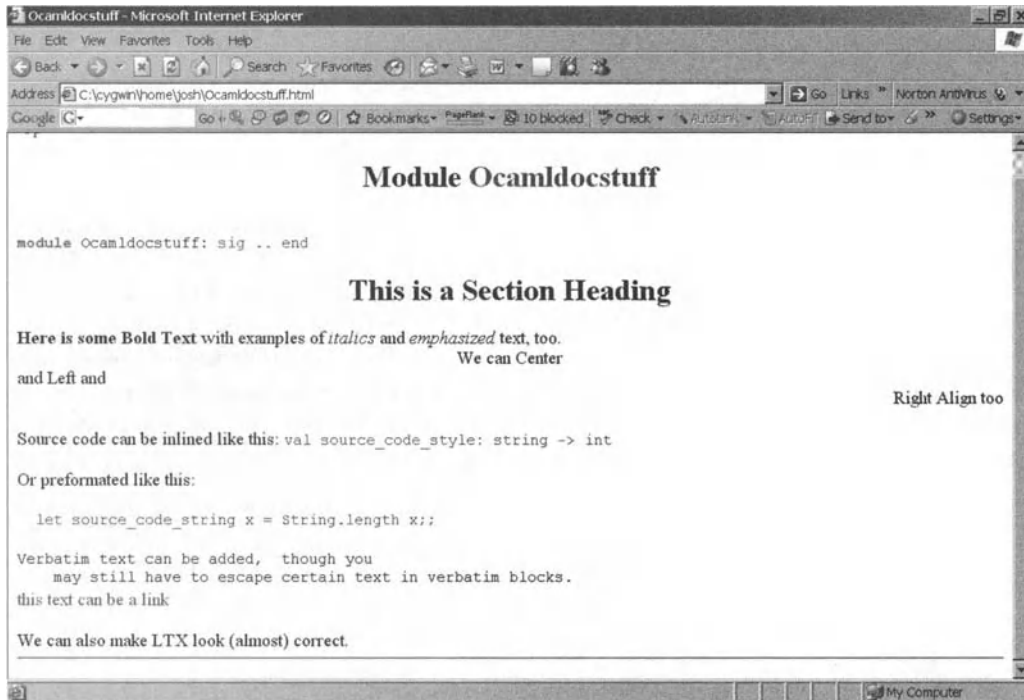 Ocamldocstuff - Microsoft Internet Explorer
File Edit View Favorites Tools Help
Back Search Favorites
Address C:\cygwin\home\josh\Ocamldocstuff.html Go Links » Norton AntiVirus
Google G Go Bookmarks PageRank 10 blocked Check AutoLink AutoFill Send to » Settings
Module Ocamldocstuff
module Ocamldocstuff: sig .. end
This is a Section Heading
Here is some Bold Text with examples of italics and emphasized text, too.
We can Center
and Left and
Right Align too
Source code can be inlined like this: val source_code_style: string -> int
Or preformated like this:
let source_code_string x = String.length x;;
Verbatim text can be added, though you
may still have to escape certain text in verbatim blocks.
this text can be a link
We can also make LTX look (almost) correct.
My Computer